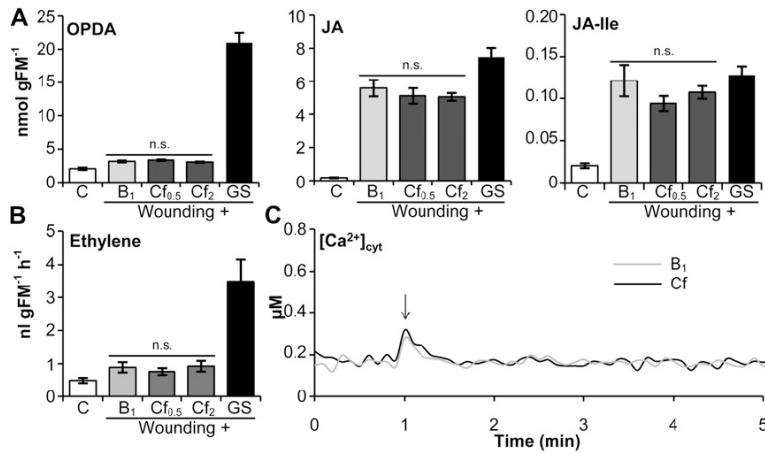 A
OPDA
nmol gFM⁻¹
25
20
15
10
5
0
n.s.
C B₁ Cf₀.₅ Cf₂ GS
Wounding +
JA
10
8
6
4
2
0
n.s.
C B₁ Cf₀.₅ Cf₂ GS
Wounding +
JA-Ile
0.15
0.10
0.05
0.00
n.s.
C B₁ Cf₀.₅ Cf₂ GS
Wounding +
B
Ethylene
nl gFM⁻¹ h⁻¹
5
4
3
2
1
0
n.s.
C B₁ Cf₀.₅ Cf₂ GS
Wounding +
C
[Ca²⁺]cyt
µM
0.8
0.6
0.4
0.2
0
B₁
Cf
0 1 2 3 4 5
Time (min)